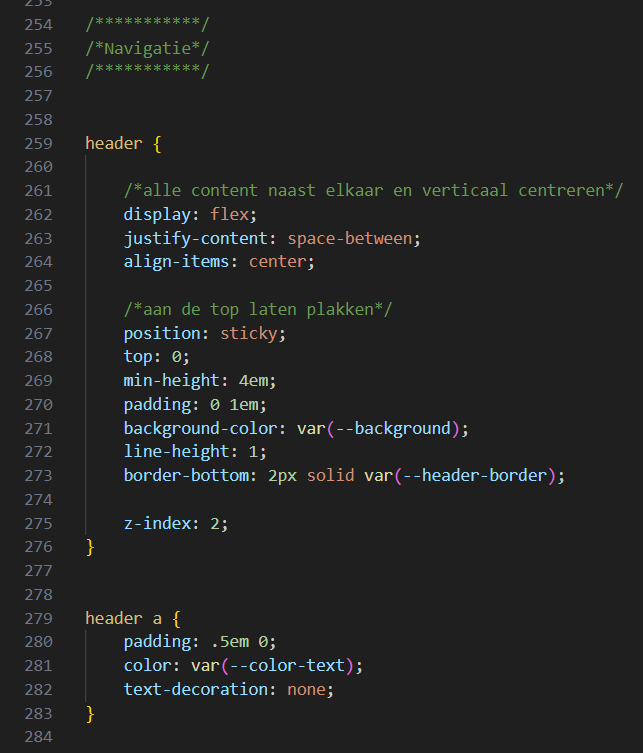 253
254 /***********/
255 /*Navigatie*/
256 /***********/
257
258
259 header {
260
261 /*alle content naast elkaar en verticaal centreren*/
262 display: flex;
263 justify-content: space-between;
264 align-items: center;
265
266 /*aan de top laten plakken*/
267 position: sticky;
268 top: 0;
269 min-height: 4em;
270 padding: 0 1em;
271 background-color: var(--background);
272 line-height: 1;
273 border-bottom: 2px solid var(--header-border);
274
275 z-index: 2;
276 }
277
278
279 header a {
280 padding: .5em 0;
281 color: var(--color-text);
282 text-decoration: none;
283 }
284